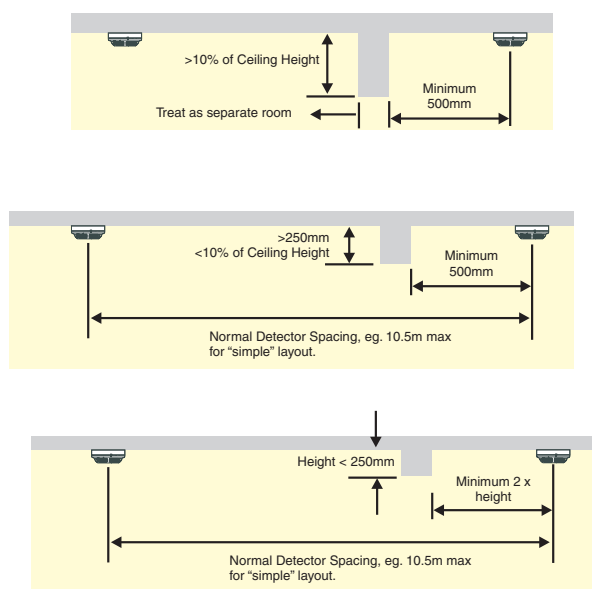 >10% of Ceiling Height
Minimum
500mm
Treat as separate room
>250mm
<10% of Ceiling Height
Minimum
500mm
Normal Detector Spacing, eg. 10.5m max
for “simple” layout.
Height < 250mm
Minimum 2 x
height
Normal Detector Spacing, eg. 10.5m max
for “simple” layout.